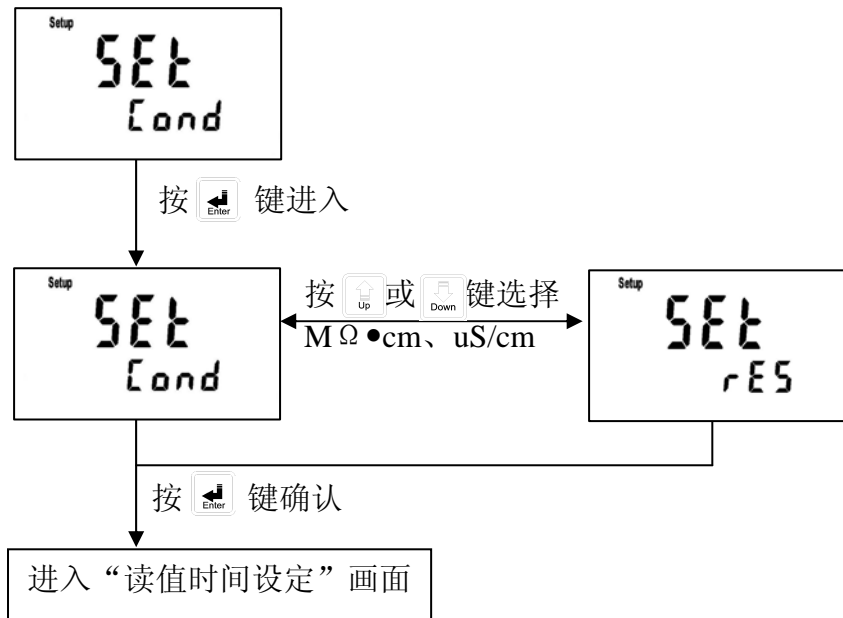 Setup
SEt
Cond
按 Enter 键进入
Setup
SEt
Cond
按 Up 或 Down 键选择
MΩ●cm、uS/cm
Setup
SEt
rES
按 Enter 键确认
进入“读值时间设定”画面